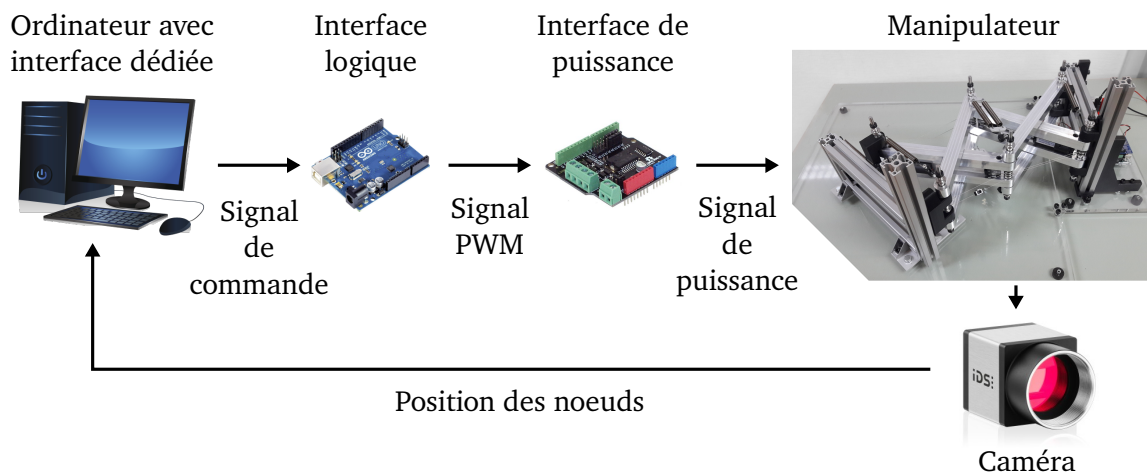 Ordinateur avec
interface dédiée
Interface
logique
Interface de
puissance
Manipulateur
Signal
de
commande
Signal
PWM
Signal
de
puissance
Position des noeuds
iDS:
Caméra